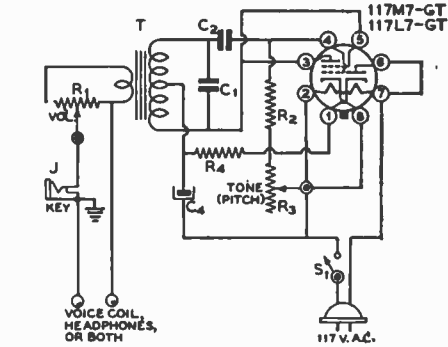 117M7-GT
117L7-GT
T
C2
4
5
3
6
2
7
1
8
C1
R1
VOL.
R2
R4
J
KEY
TONE
(PITCH)
R3
C4
S1
VOICE COIL,
HEADPHONES,
OR BOTH
117 V. A.C.